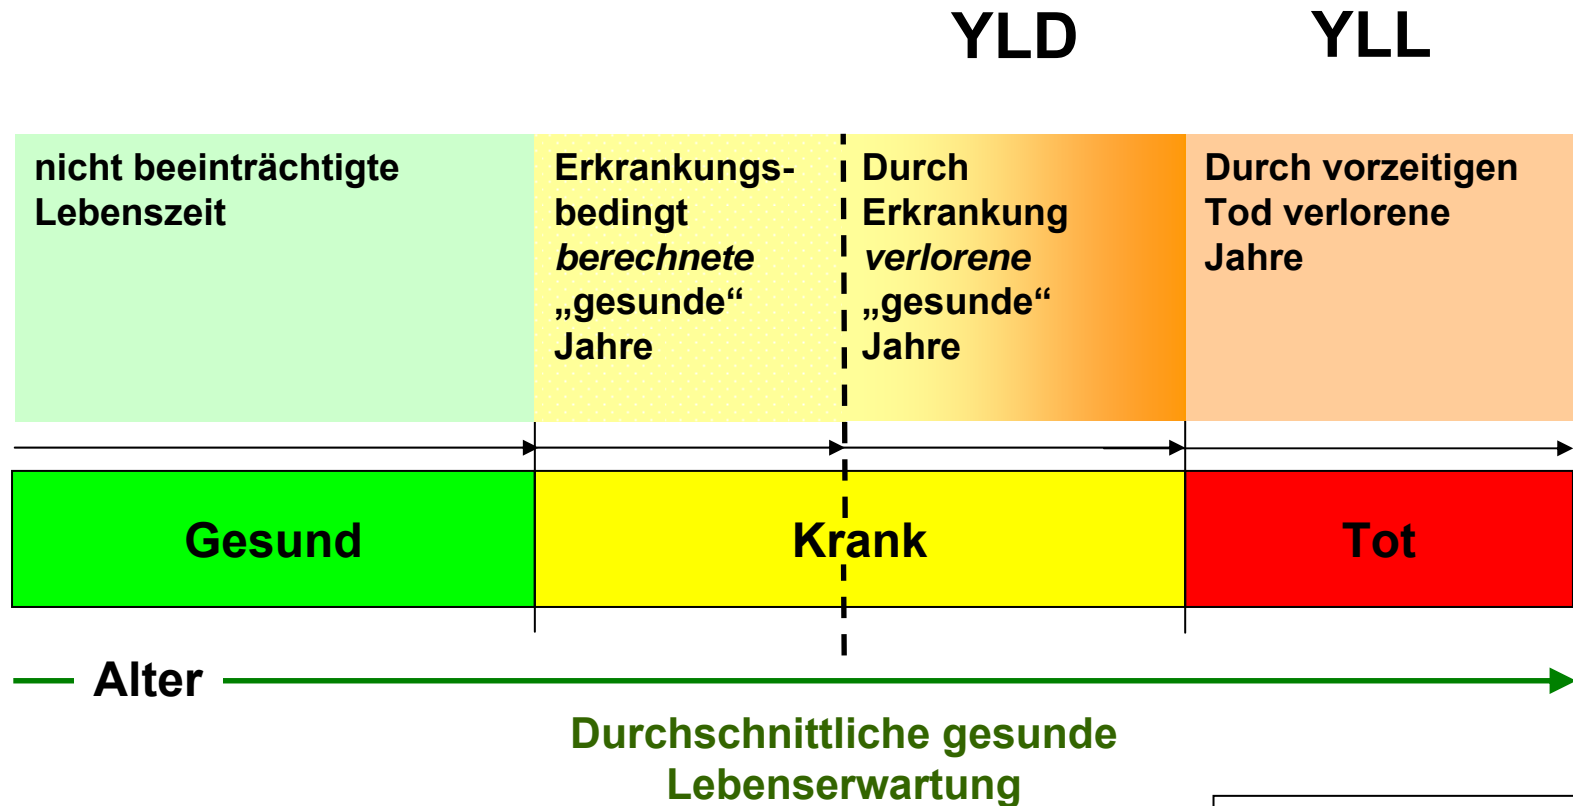 YLD
YLL
nicht beeinträchtigte
Lebenszeit
Erkrankungs-
bedingt
berechnete
„gesunde“
Jahre
Durch
Erkrankung
verlorene
„gesunde“
Jahre
Durch vorzeitigen
Tod verlorene
Jahre
Gesund
Krank
Tot
Alter
Durchschnittliche gesunde
Lebenserwartung